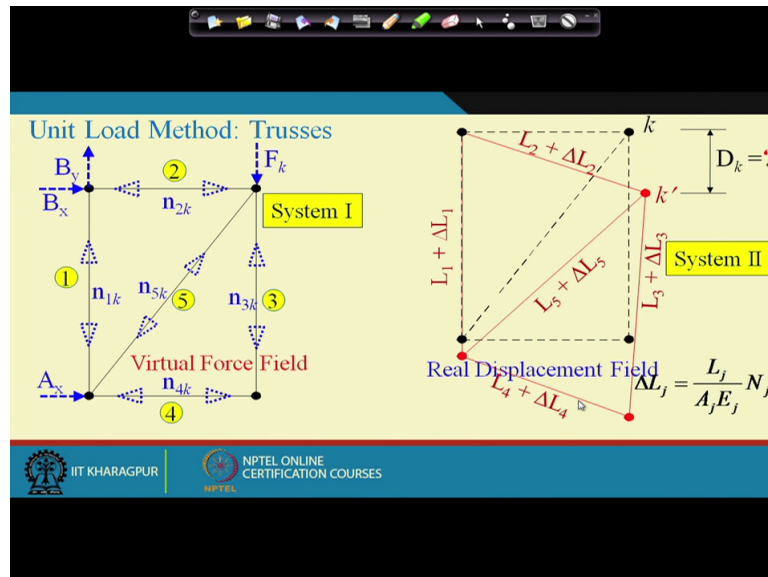 Unit Load Method: Trusses
B_y
2
F_k
B_x
n_2k
System I
1
n_1k
n_5k
5
n_3k
3
Virtual Force Field
A_x
n_4k
4
k
L_2 + ΔL_2
D_k =
k′
L_1 + ΔL_1
L_5 + ΔL_5
L_3 + ΔL_3
System II
Real Displacement Field
L_4 + ΔL_4
ΔL_j = L_j / A_j E_j N_j
IIT KHARAGPUR
NPTEL
NPTEL ONLINE
CERTIFICATION COURSES